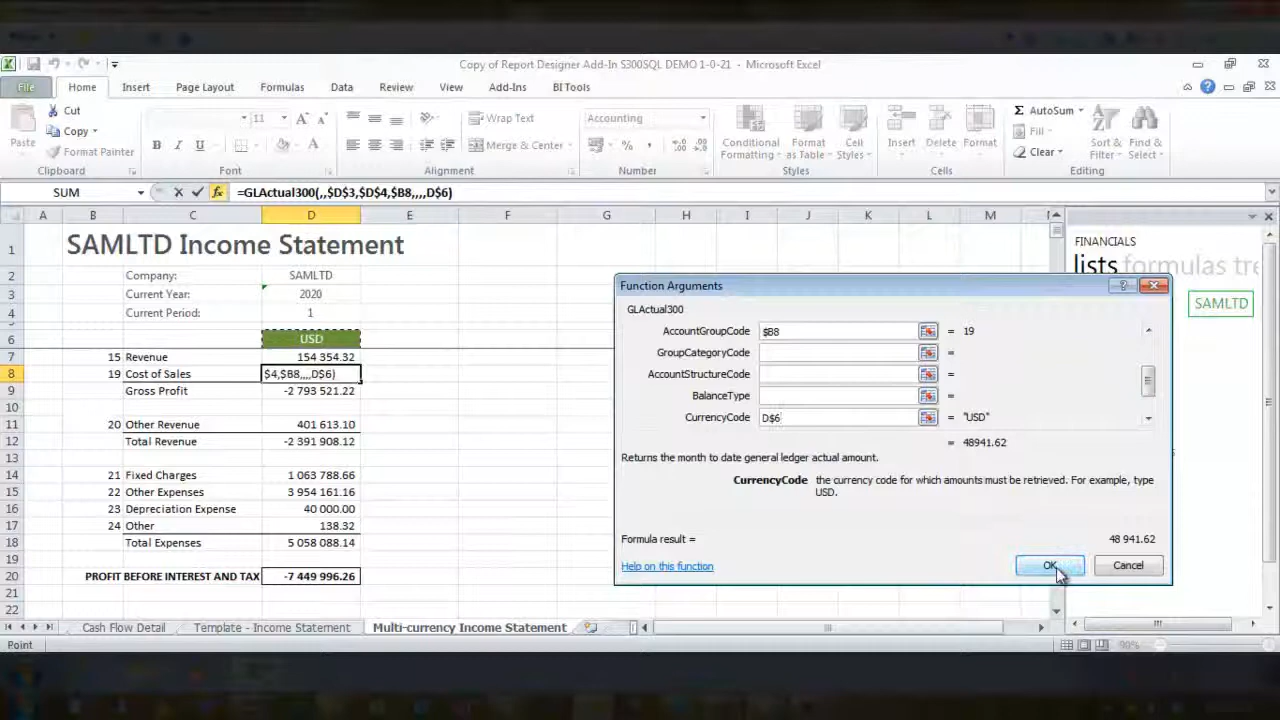 Copy of Report Designer Add-In S300SQL DEMO 1-0-21 - Microsoft Excel
File Home Insert Page Layout Formulas Data Review View Add-Ins BI Tools
Paste
Cut
Copy
Format Painter
Clipboard
11
B I U
Font
Wrap Text
Merge & Center
Alignment
Accounting
%
Number
Conditional Formatting
Format as Table
Cell Styles
Styles
Insert
Delete
Format
Cells
AutoSum
Fill
Clear
Sort & Filter
Find & Select
Editing
SUM fx =GLActual300(,,$D$3,$D$4,$B8,,,,D$6)
A B C D E F G H I J K L M
1 SAMLTD Income Statement
2 Company: SAMLTD
3 Current Year: 2020
4 Current Period: 1
6 USD
7 15 Revenue 154 354.32
8 19 Cost of Sales $4,$B8,,,,D$6)
9 Gross Profit -2 793 521.22
10
11 20 Other Revenue 401 613.10
12 Total Revenue -2 391 908.12
13
14 21 Fixed Charges 1 063 788.66
15 22 Other Expenses 3 954 161.16
16 23 Depreciation Expense 40 000.00
17 24 Other 138.32
18 Total Expenses 5 058 088.14
19
20 PROFIT BEFORE INTEREST AND TAX -7 449 996.26
21
22
Function Arguments
GLActual300
AccountGroupCode $B8 = 19
GroupCategoryCode =
AccountStructureCode =
BalanceType =
CurrencyCode D$6 = "USD"
= 48941.62
Returns the month to date general ledger actual amount.
CurrencyCode the currency code for which amounts must be retrieved. For example, type
USD.
Formula result = 48 941.62
Help on this function OK Cancel
FINANCIALS
lists formulas tre
SAMLTD
Cash Flow Detail Template - Income Statement Multi-currency Income Statement
Point 90%